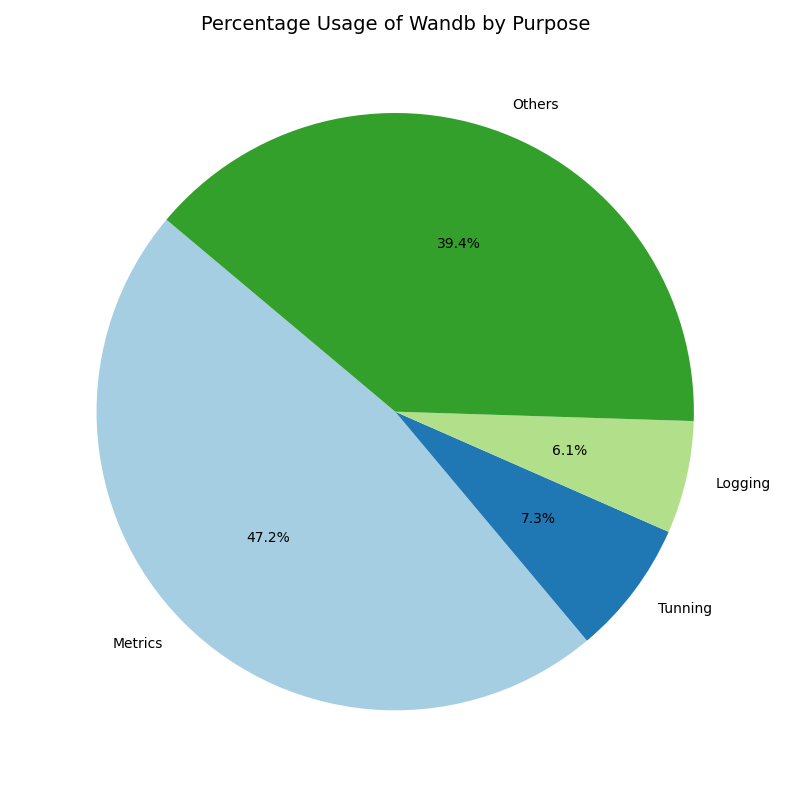 Percentage Usage of Wandb by Purpose
Others
39.4%
6.1%
Logging
7.3%
47.2%
Tunning
Metrics